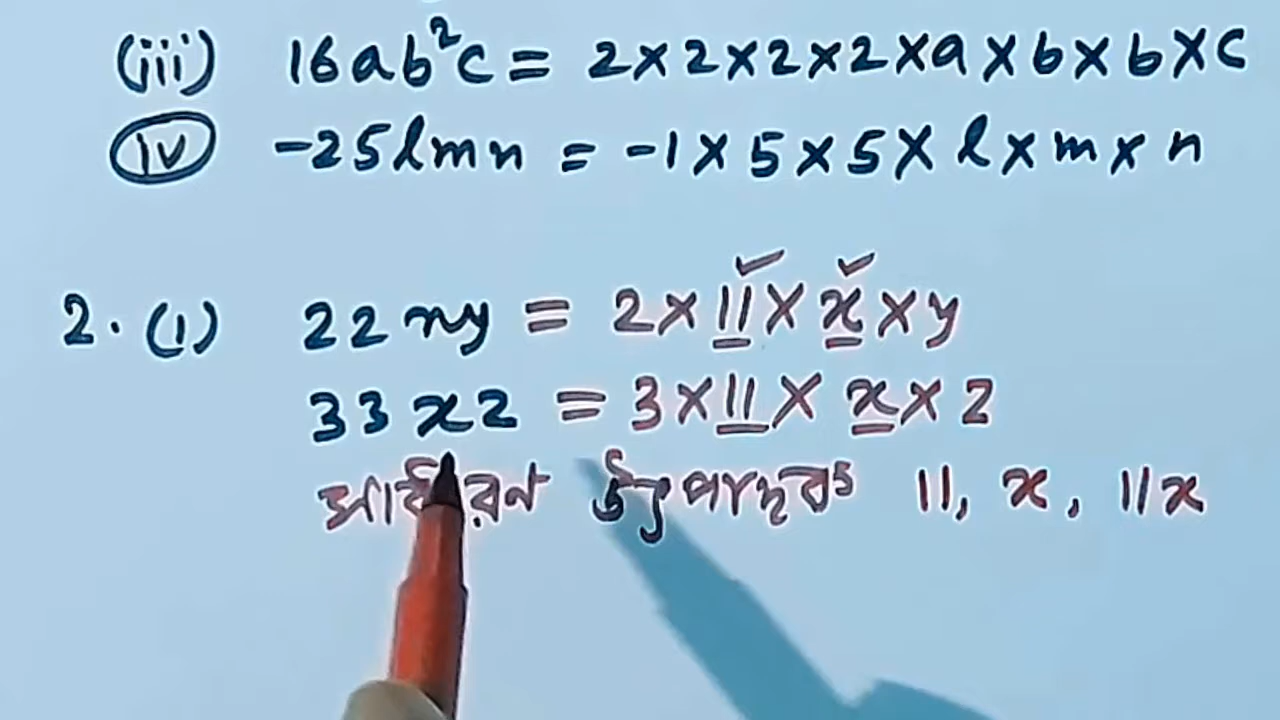 (iii) 16ab²c = 2×2×2×2×a×b×b×c
(iv) -25lmn = -1×5×5×l×m×n
2. (i) 22xy = 2×11×x×y
33xz = 3×11×x×z
সাধারণ উৎপাদক 11, x, 11x